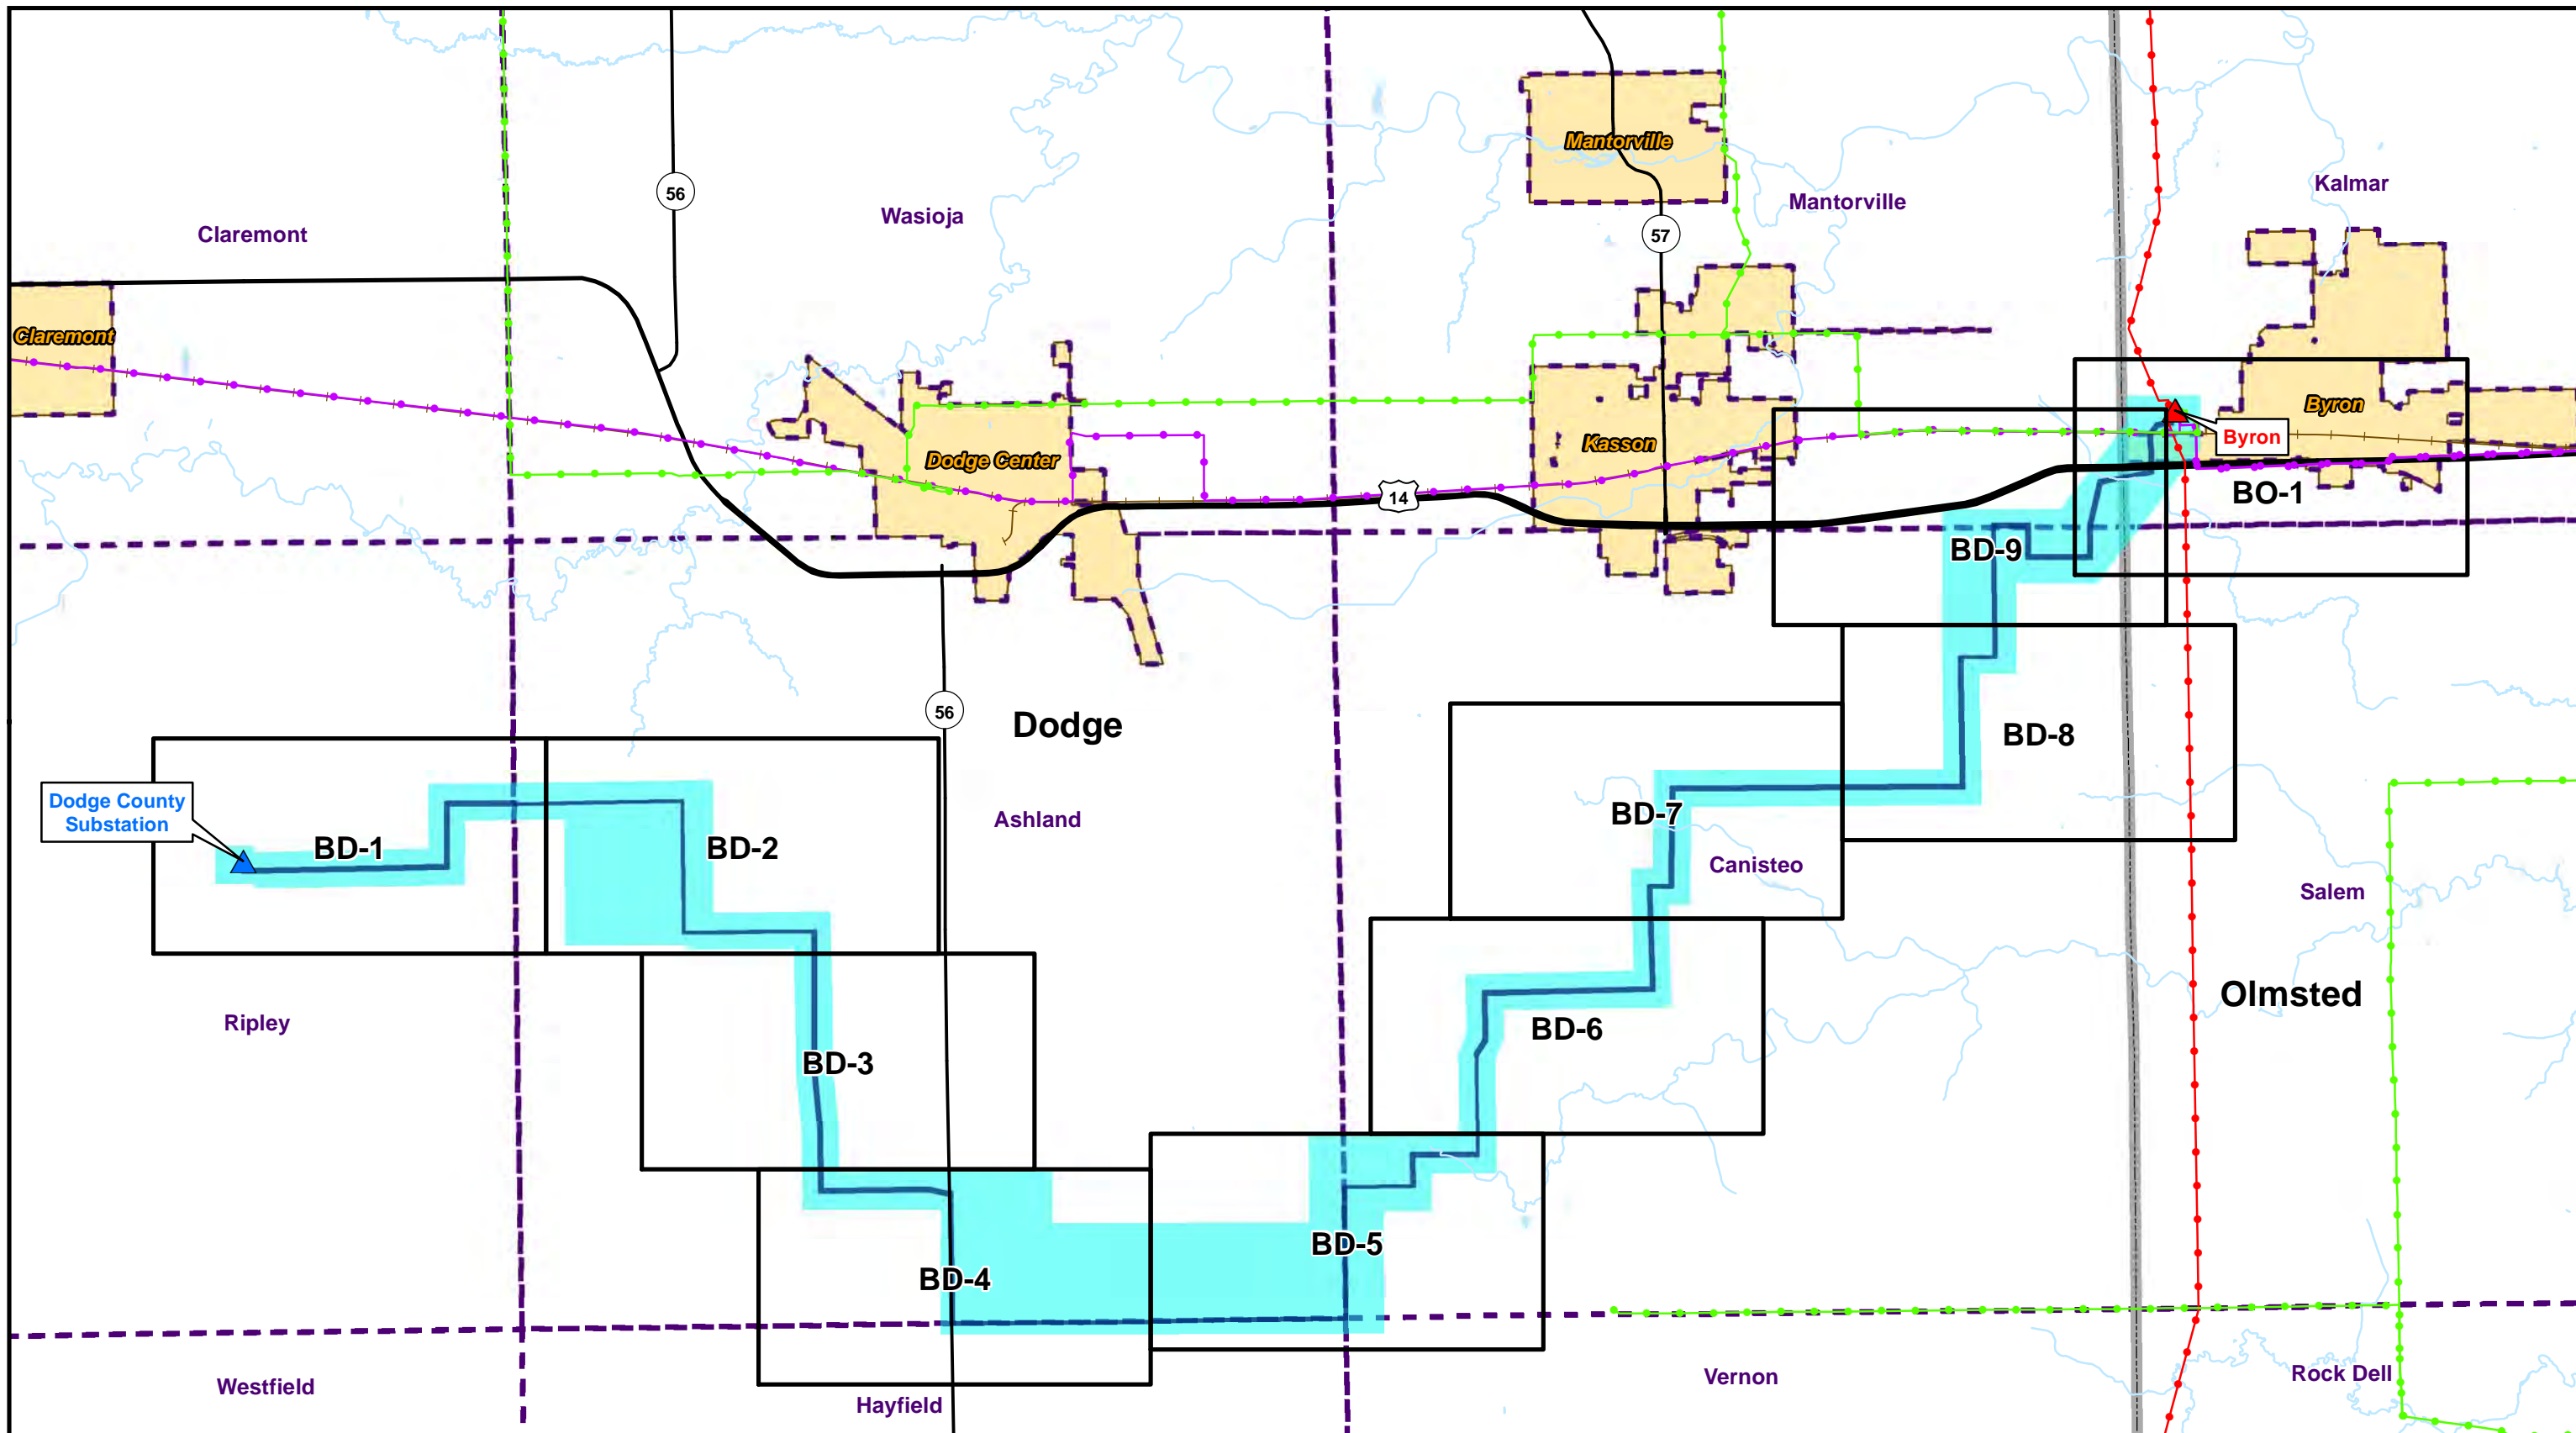 Mantorville
Kalmar
56
Mantorville
Wasioja
Claremont
57
Claremont
Byron
Byron
Kasson
Dodge Center
BO-1
14
BD-9
56
Dodge
BD-8
Dodge County
Substation
BD-7
Ashland
BD-1
BD-2
Canisteo
Salem
Olmsted
Ripley
BD-6
BD-3
BD-5
BD-4
Rock Dell
Vernon
Westfield
Hayfield